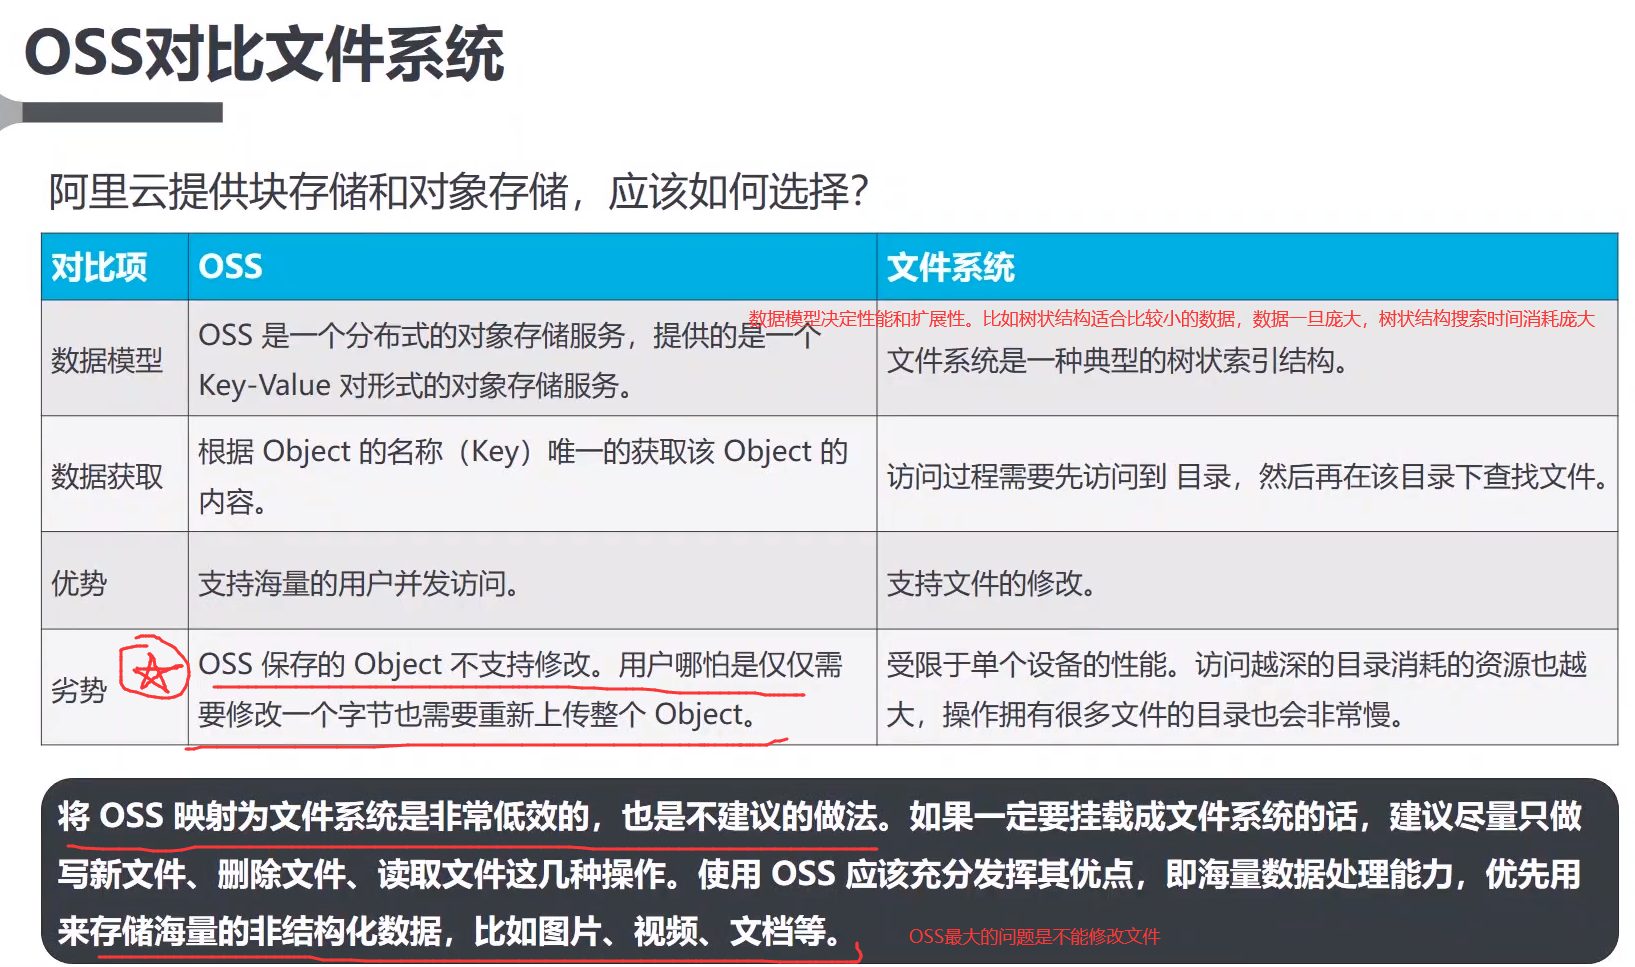 OSS对比文件系统
阿里云提供块存储和对象存储，应该如何选择？
对比项
OSS
文件系统
数据模型决定性能和扩展性。比如树状结构适合比较小的数据，数据一旦庞大，树状结构搜索时间消耗庞大
数据模型
OSS 是一个分布式的对象存储服务，提供的是一个
Key-Value 对形式的对象存储服务。
文件系统是一种典型的树状索引结构。
数据获取
根据 Object 的名称（Key）唯一的获取该 Object 的
内容。
访问过程需要先访问到 目录，然后再在该目录下查找文件。
优势
支持海量的用户并发访问。
支持文件的修改。
劣势
OSS 保存的 Object 不支持修改。用户哪怕是仅仅需
要修改一个字节也需要重新上传整个 Object。
受限于单个设备的性能。访问越深的目录消耗的资源也越
大，操作拥有很多文件的目录也会非常慢。
将 OSS 映射为文件系统是非常低效的，也是不建议的做法。如果一定要挂载成文件系统的话，建议尽量只做
写新文件、删除文件、读取文件这几种操作。使用 OSS 应该充分发挥其优点，即海量数据处理能力，优先用
来存储海量的非结构化数据，比如图片、视频、文档等。
OSS最大的问题是不能修改文件